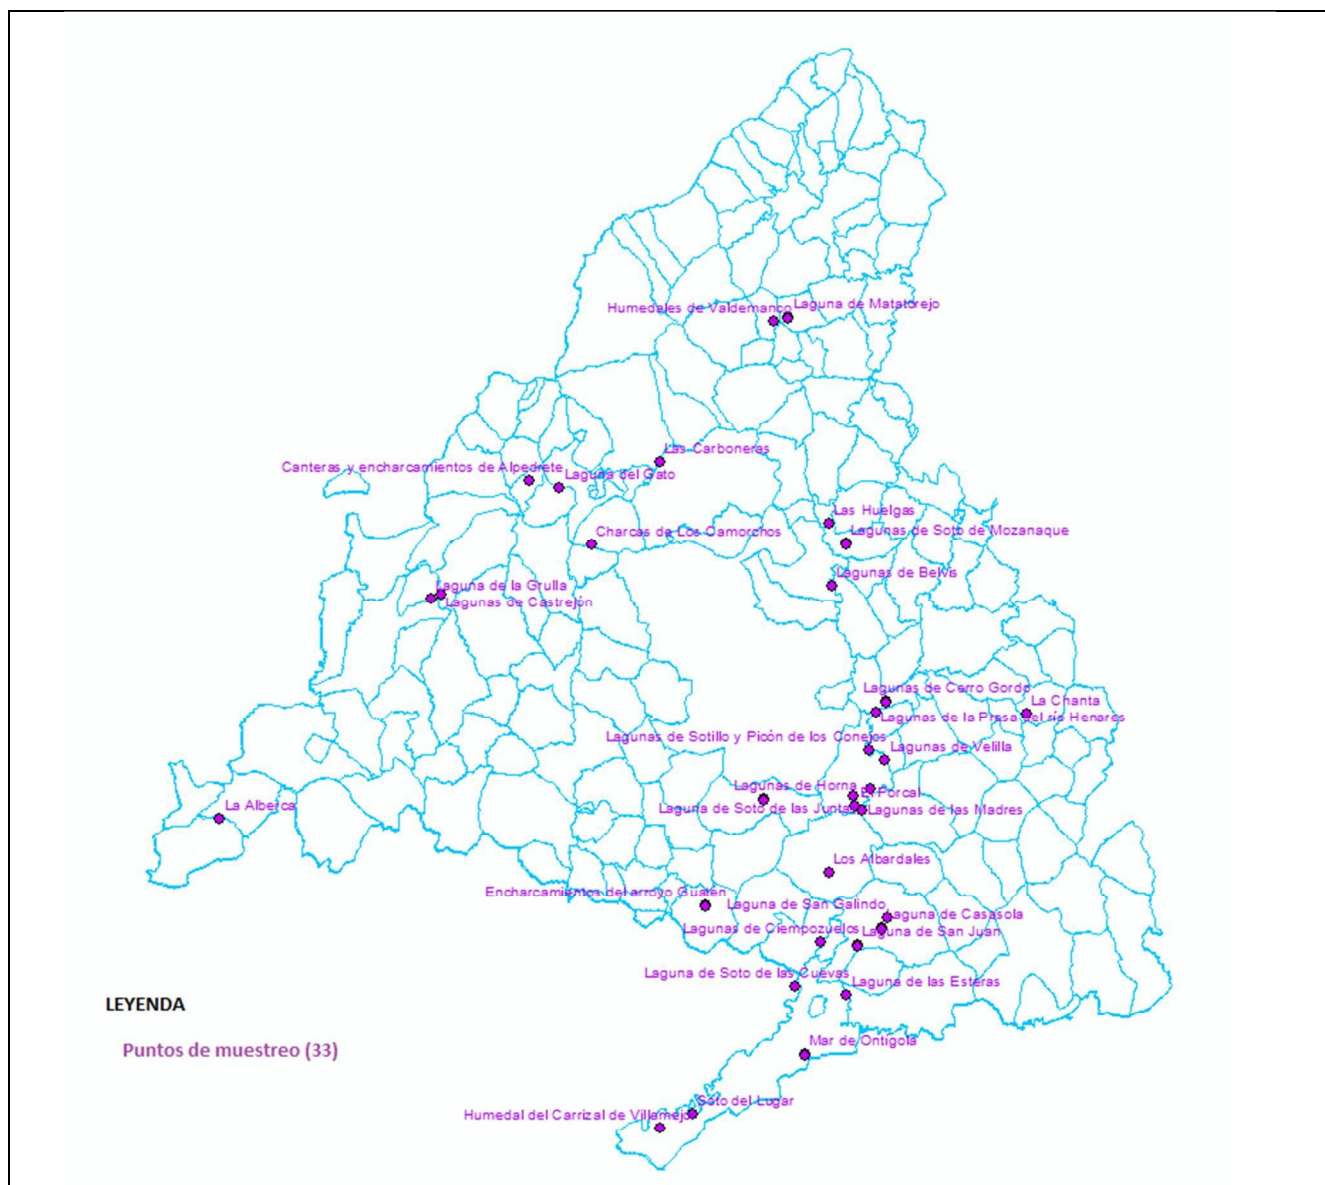 Humedales de Valdemanco
Laguna de Matatorejo
Las Carboneras
Canteras y encharcamientos de Alpedrete
Laguna del Gato
Las Huelgas
Charcas de Los Camorchos
Lagunas de Soto de Mozanaque
Lagunas de Belvis
Laguna de la Grulla
Lagunas de Castrejón
Lagunas de Cerro Gordo
La Chanta
Lagunas de la Presa del río Henares
Lagunas de Sotillo y Picón de los Conejos
Lagunas de Velilla
Lagunas de Horna
El Porcal
La Alberca
Laguna de Soto de las Juntas
Lagunas de las Madres
Los Albardales
Encharcamientos del arroyo Guaten
Laguna de San Galindo
Laguna de Casasola
Lagunas de Ciempozuelos
Laguna de San Juan
Laguna de Soto de las Cuevas
Laguna de las Esteras
LEYENDA
Mar de Ontígola
Puntos de muestreo (33)
Soto del Lugar
Humedal del Carrizal de Villamejo